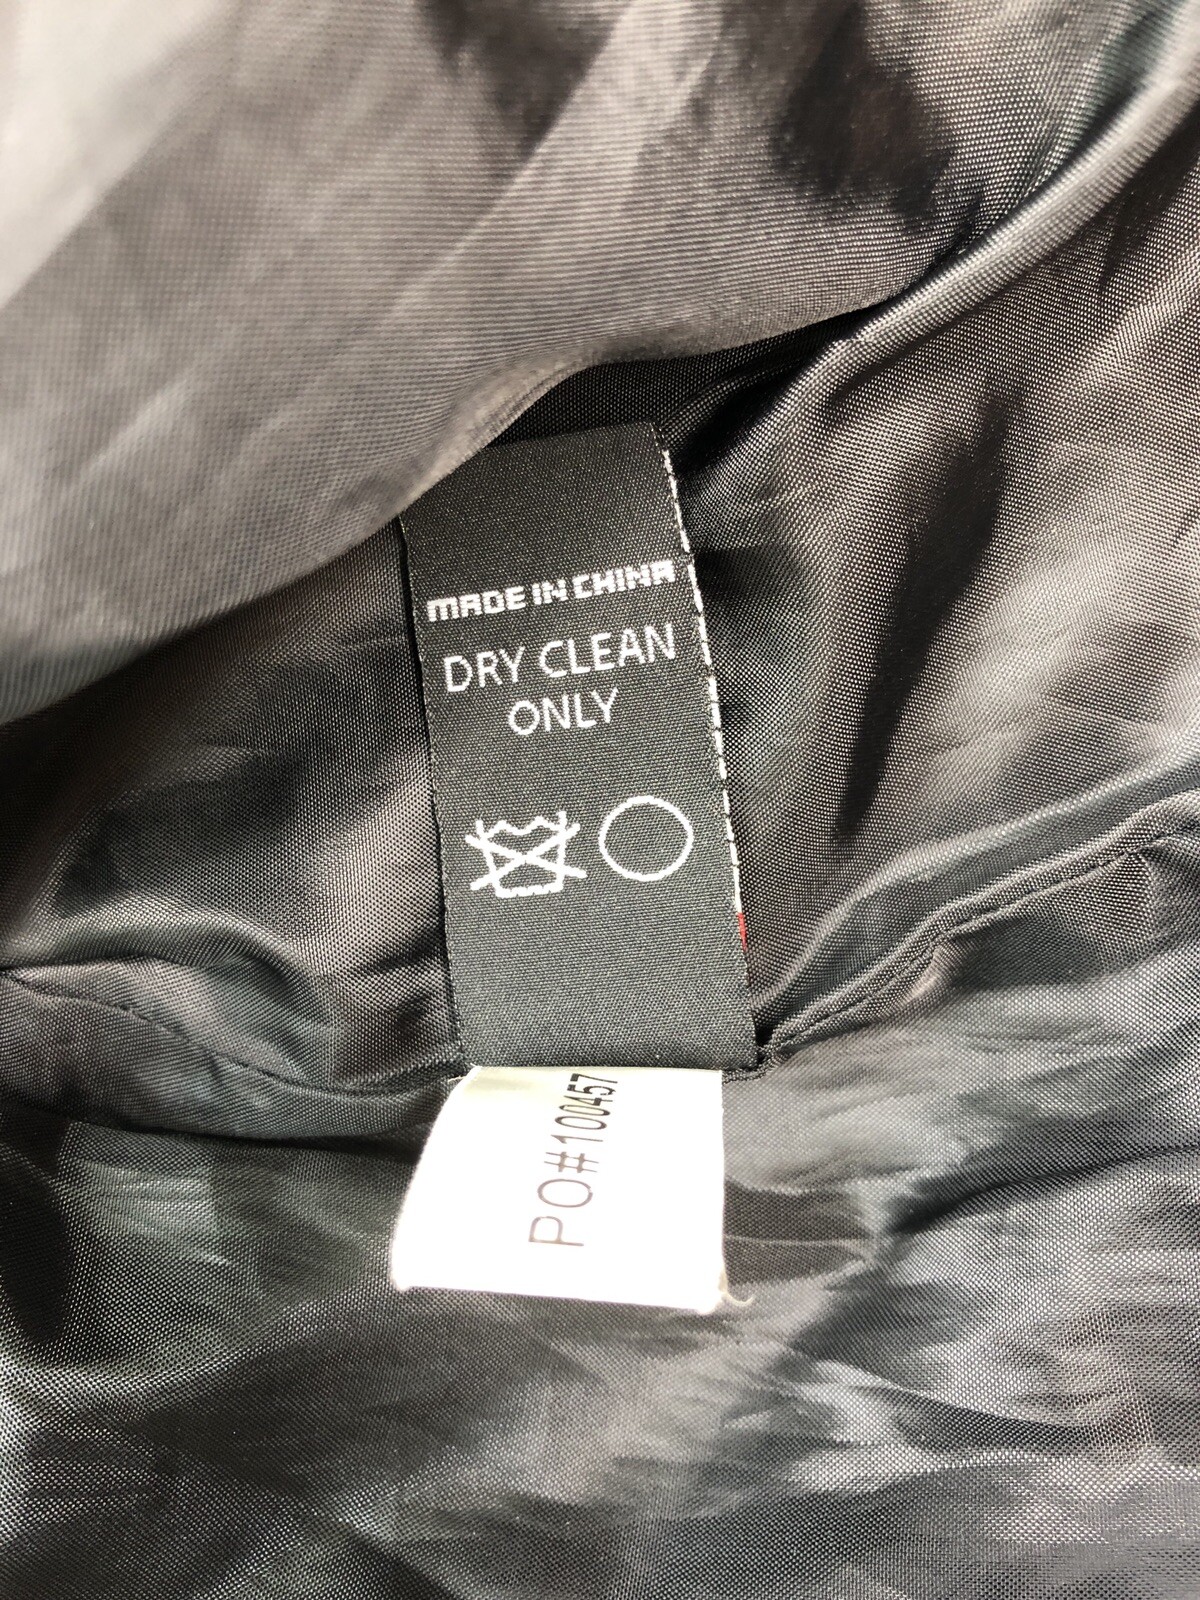 MADE IN CHINA
DRY CLEAN
ONLY
PO#100457